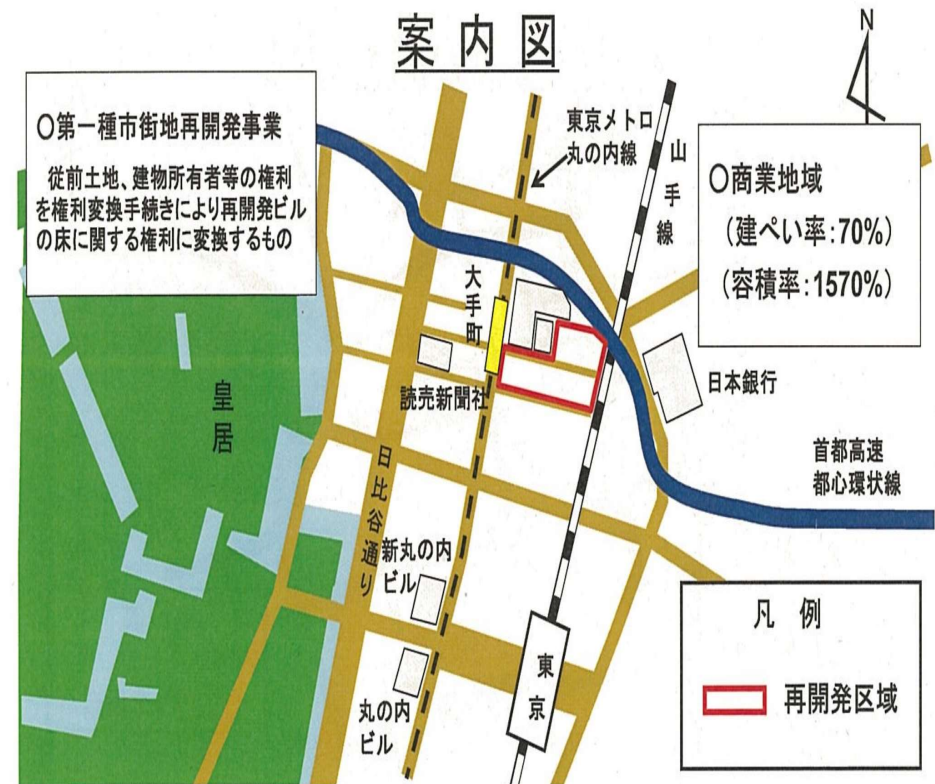 案内図
N
〇第一種市街地再開発事業
従前土地、建物所有者等の権利
を権利変換手続きにより再開発ビル
の床に関する権利に変換するもの
東京メトロ
丸の内線
山手線
〇商業地域
（建ぺい率：70%）
（容積率：1570%）
大手町
読売新聞社
日本銀行
皇居
日比谷通り
首都高速
都心環状線
新丸の内
ビル
丸の内
ビル
東京
凡例
再開発区域